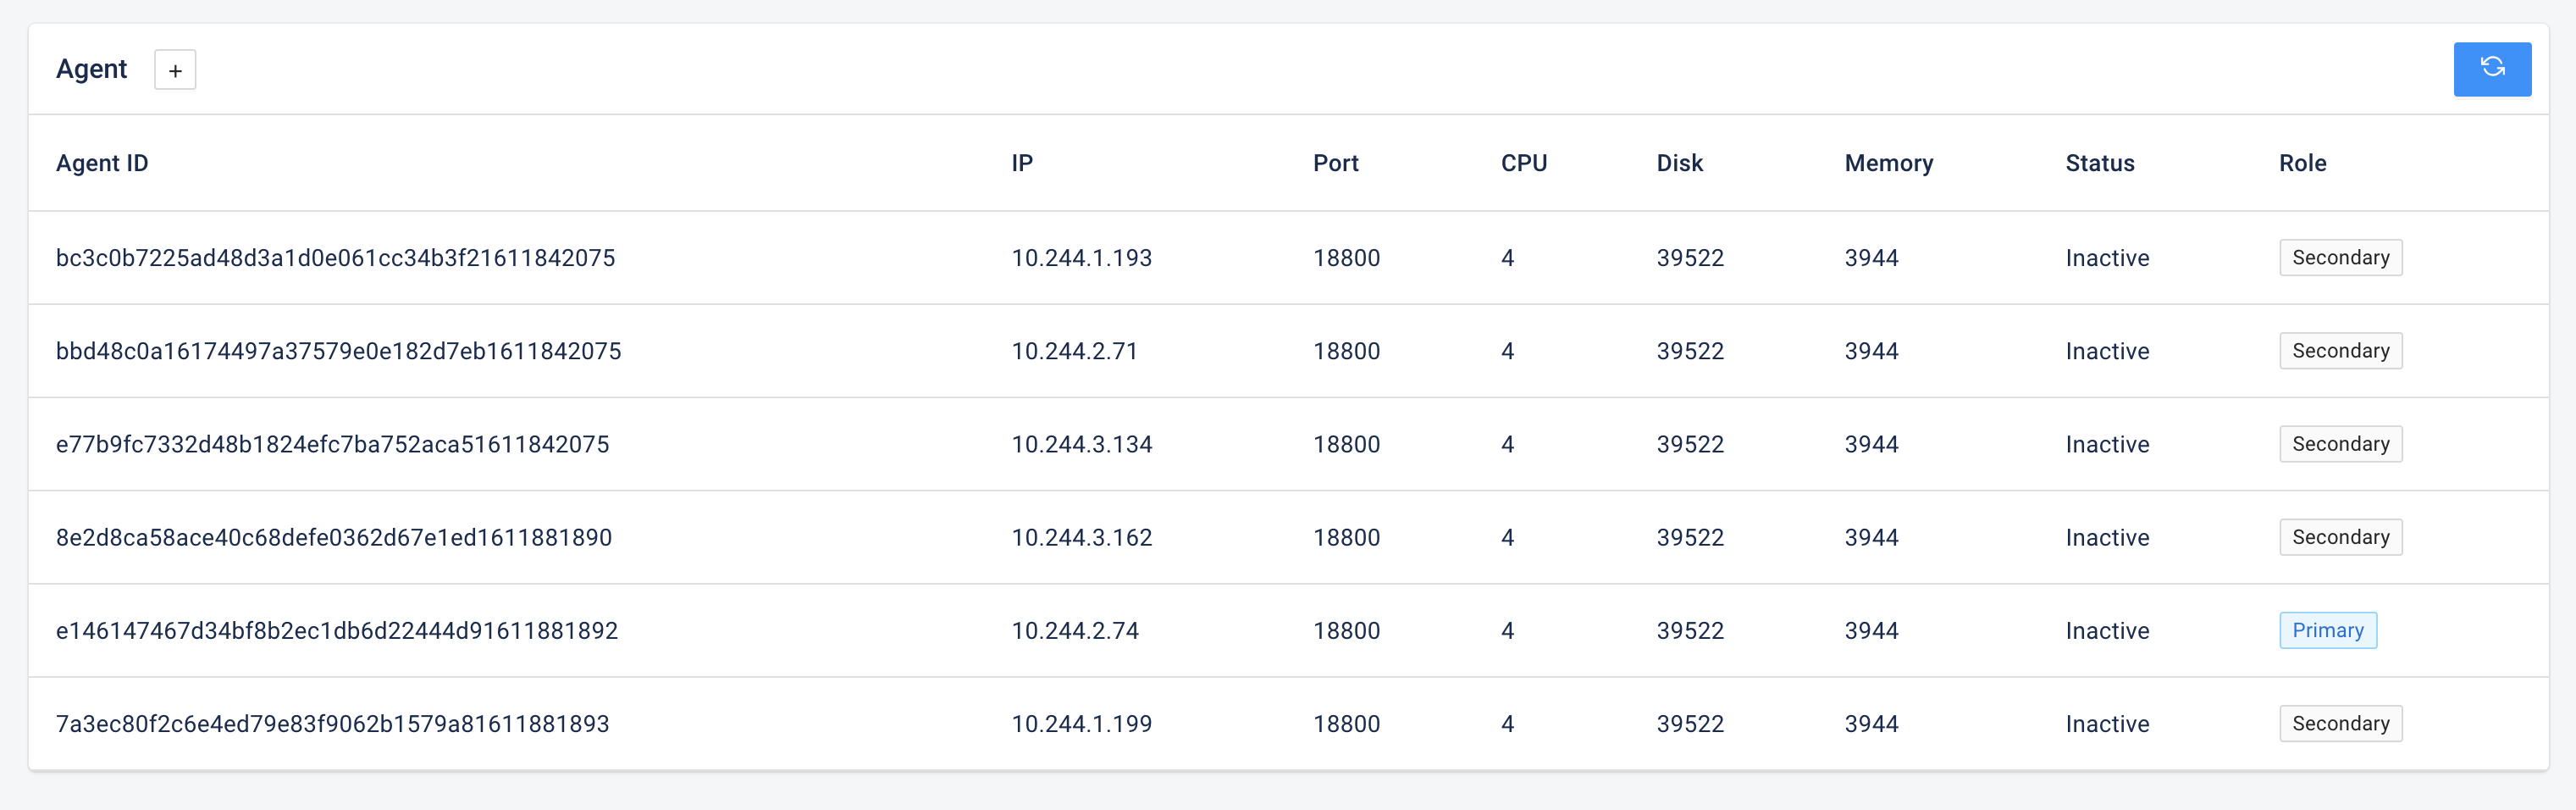 Agent +
Agent ID IP Port CPU Disk Memory Status Role
bc3c0b7225ad48d3a1d0e061cc34b3f21611842075 10.244.1.193 18800 4 39522 3944 Inactive Secondary
bbd48c0a16174497a37579e0e182d7eb1611842075 10.244.2.71 18800 4 39522 3944 Inactive Secondary
e77b9fc7332d48b1824efc7ba752aca51611842075 10.244.3.134 18800 4 39522 3944 Inactive Secondary
8e2d8ca58ace40c68defe0362d67e1ed1611881890 10.244.3.162 18800 4 39522 3944 Inactive Secondary
e146147467d34bf8b2ec1db6d22444d91611881892 10.244.2.74 18800 4 39522 3944 Inactive Primary
7a3ec80f2c6e4ed79e83f9062b1579a81611881893 10.244.1.199 18800 4 39522 3944 Inactive Secondary